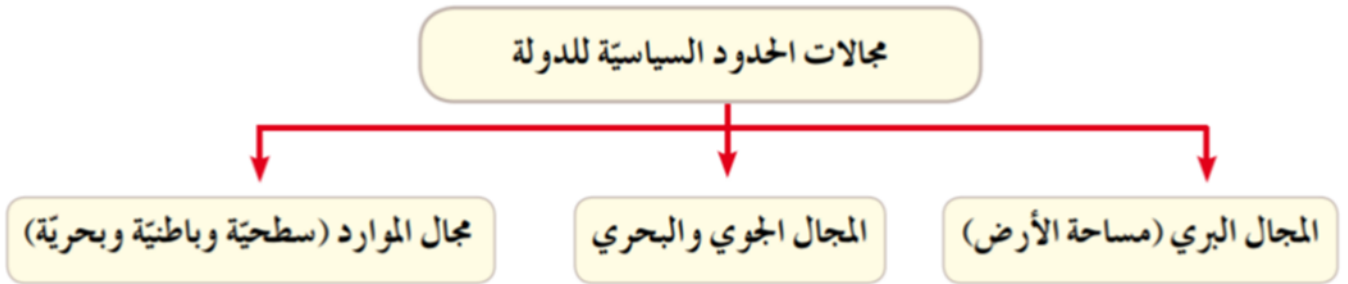 مجالات الحدود السياسيّة للدولة
المجال البري (مساحة الأرض)
المجال الجوي والبحري
مجال الموارد (سطحيّة وباطنيّة وبحريّة)